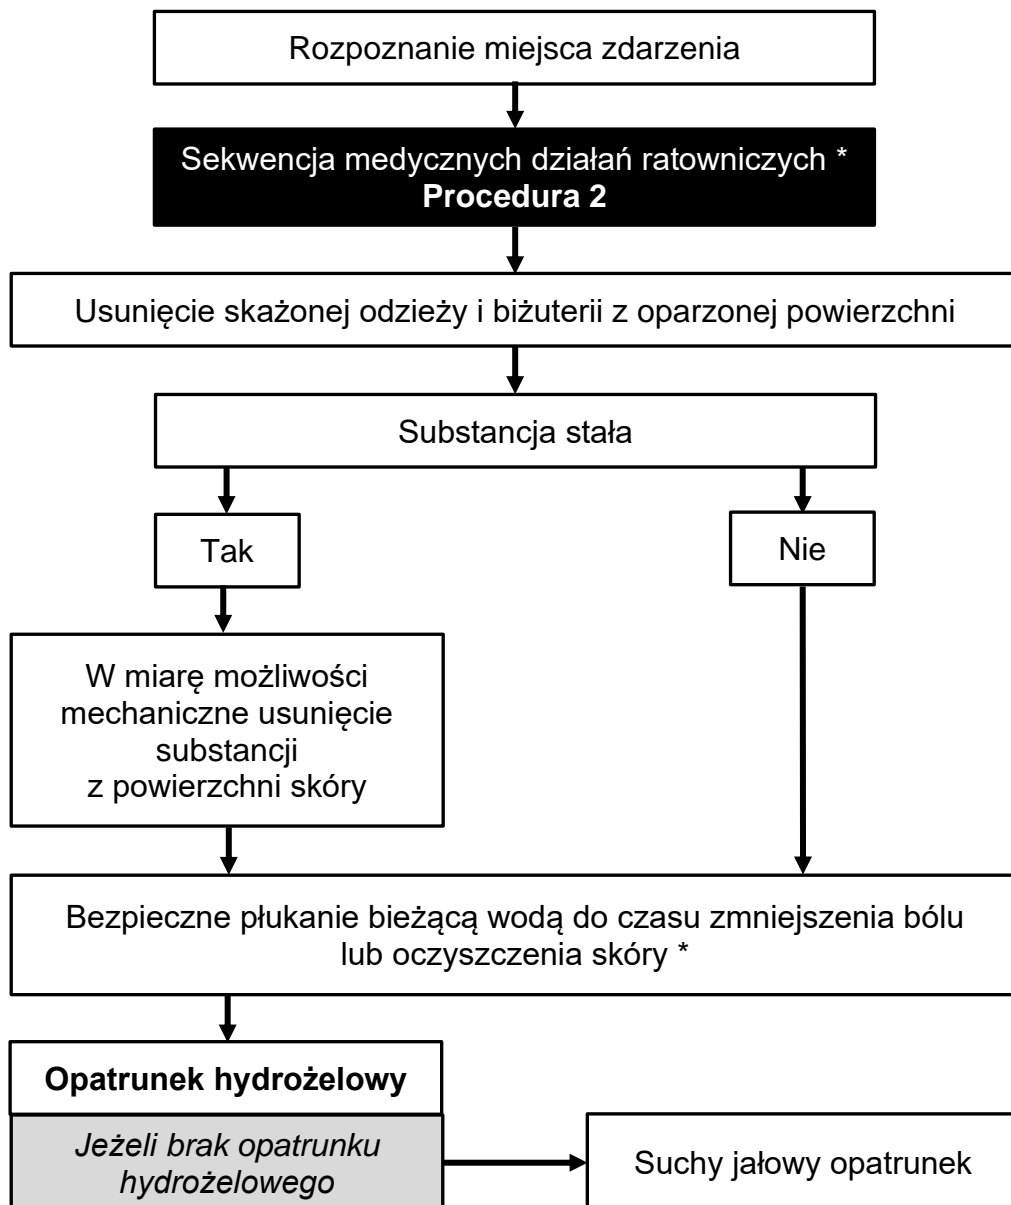 Rozpoznanie miejsca zdarzenia
Sekwencja medycznych działań ratowniczych *
Procedura 2
Usunięcie skażonej odzieży i biżuterii z oparzonej powierzchni
Substancja stała
Tak
Nie
W miarę możliwości
mechaniczne usunięcie
substancji
z powierzchni skóry
Bezpieczne płukanie bieżącą wodą do czasu zmniejszenia bólu
lub oczyszczenia skóry *
Opatrunek hydrożelowy
Jeżeli brak opatrunku
hydrożelowego
Suchy jałowy opatrunek